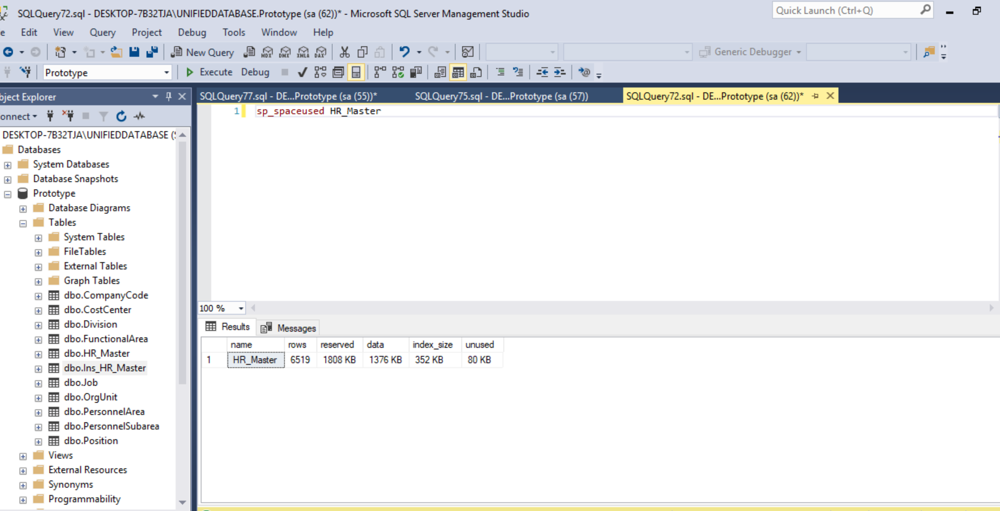 SQLQuery72.sql - DESKTOP-7B32TJA\UNIFIEDDATABASE.Prototype (sa (62))* - Microsoft SQL Server Management Studio
Quick Launch (Ctrl+Q)
e Edit View Query Project Debug Tools Window Help
New Query MDX DMX XMLA DAX Generic Debugger
Prototype Execute Debug
bject Explorer
SQLQuery77.sql - DE...Prototype (sa (55))* SQLQuery75.sql - DE...Prototype (sa (57)) SQLQuery72.sql - DE...Prototype (sa (62))*
onnect
DESKTOP-7B32TJA\UNIFIEDDATABASE (
Databases
System Databases
Database Snapshots
Prototype
Database Diagrams
Tables
System Tables
FileTables
External Tables
Graph Tables
dbo.CompanyCode
dbo.CostCenter
dbo.Division
dbo.FunctionalArea
dbo.HR_Master
dbo.Ins_HR_Master
dbo.Job
dbo.OrgUnit
dbo.PersonnelArea
dbo.PersonnelSubarea
dbo.Position
Views
External Resources
Synonyms
Programmability
1 sp_spaceused HR_Master
100 %
Results Messages
name rows reserved data index_size unused
1 HR_Master 6519 1808 KB 1376 KB 352 KB 80 KB